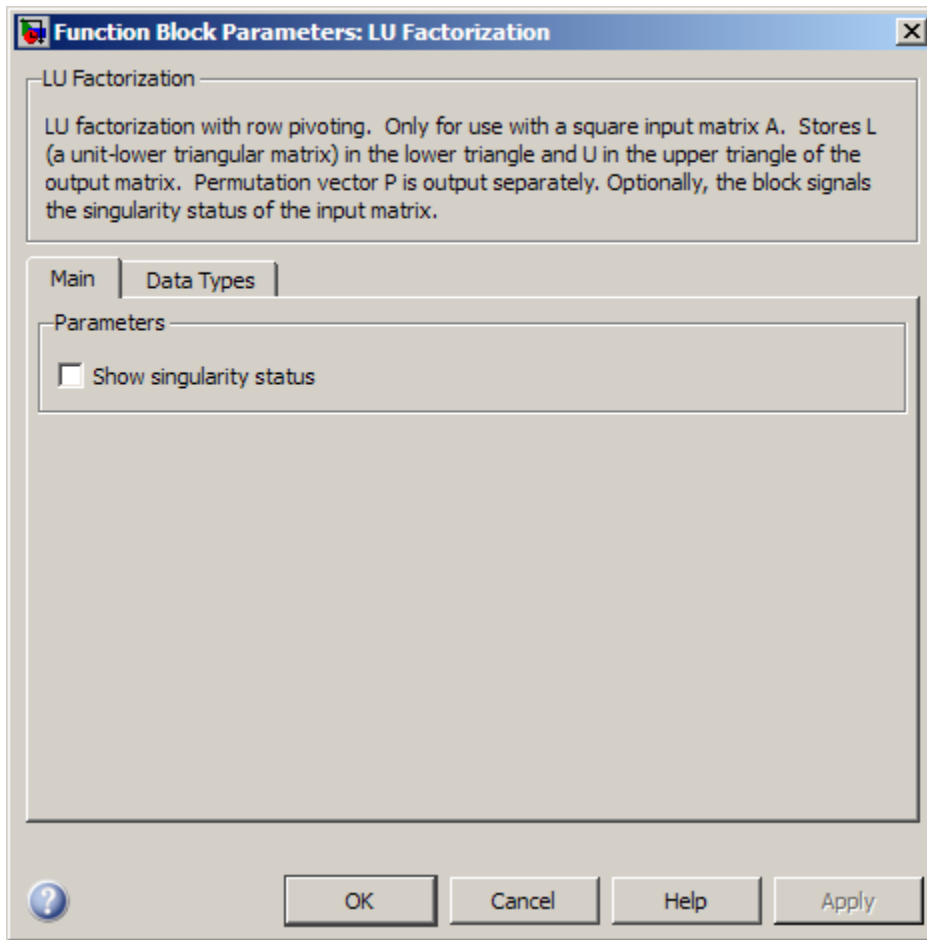 Function Block Parameters: LU Factorization
LU Factorization
LU factorization with row pivoting.  Only for use with a square input matrix A.  Stores L
(a unit-lower triangular matrix) in the lower triangle and U in the upper triangle of the
output matrix.  Permutation vector P is output separately. Optionally, the block signals
the singularity status of the input matrix.
Main Data Types
Parameters
Show singularity status
? OK Cancel Help Apply